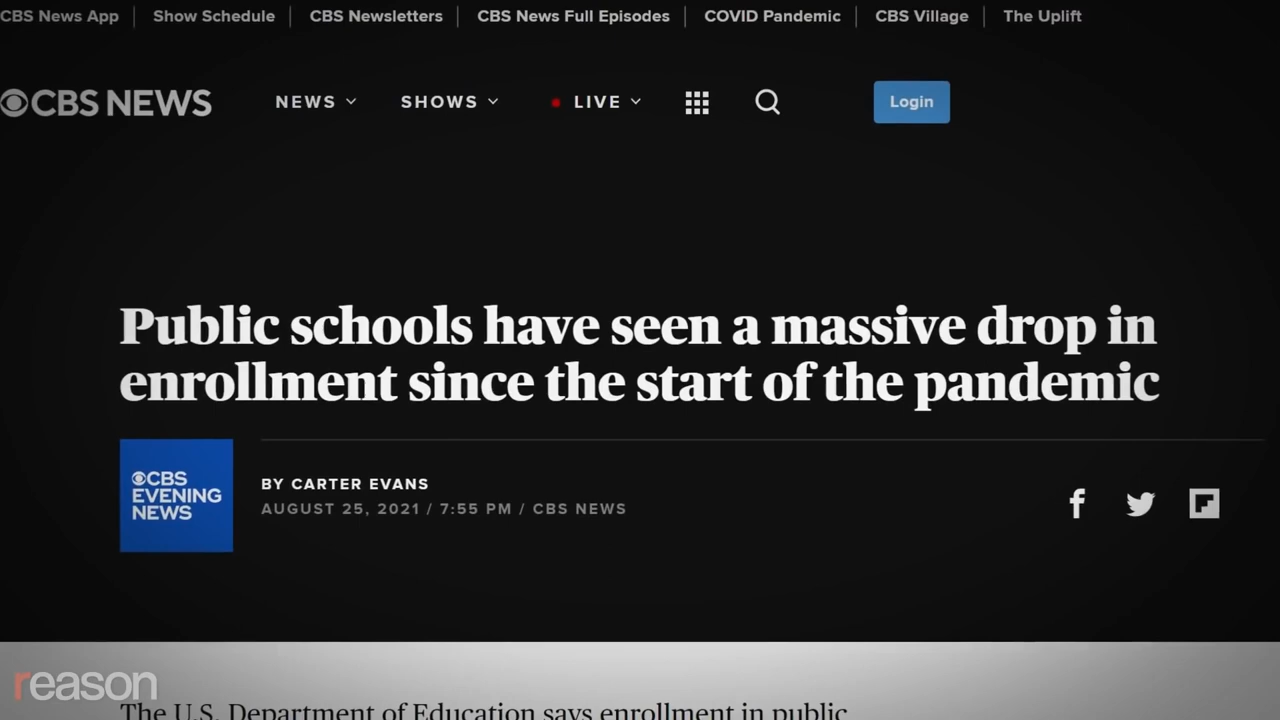 CBS News App | Show Schedule | CBS Newsletters | CBS News Full Episodes | COVID Pandemic | CBS Village | The Uplift
CBS NEWS NEWS SHOWS LIVE Login
Public schools have seen a massive drop in
enrollment since the start of the pandemic
CBS
EVENING
NEWS
BY CARTER EVANS
AUGUST 25, 2021 / 7:55 PM / CBS NEWS
reason
The U.S. Department of Education says enrollment in public